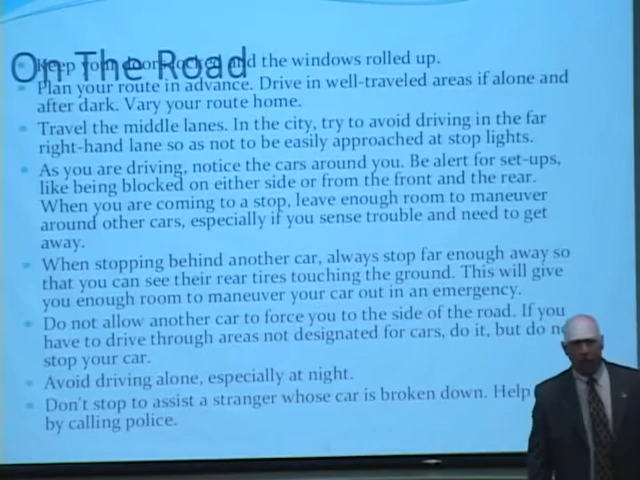 On The Road
Keep your door locked and the windows rolled up.
Plan your route in advance. Drive in well-traveled areas if alone and
after dark. Vary your route home.
Travel the middle lanes. In the city, try to avoid driving in the far
right-hand lane so as not to be easily approached at stop lights.
As you are driving, notice the cars around you. Be alert for set-ups,
like being blocked on either side or from the front and the rear.
When you are coming to a stop, leave enough room to maneuver
around other cars, especially if you sense trouble and need to get
away.
When stopping behind another car, always stop far enough away so
that you can see their rear tires touching the ground. This will give
you enough room to maneuver your car out in an emergency.
Do not allow another car to force you to the side of the road. If you
have to drive through areas not designated for cars, do it, but do
stop your car.
Avoid driving alone, especially at night.
Don't stop to assist a stranger whose car is broken down. Help
by calling police.